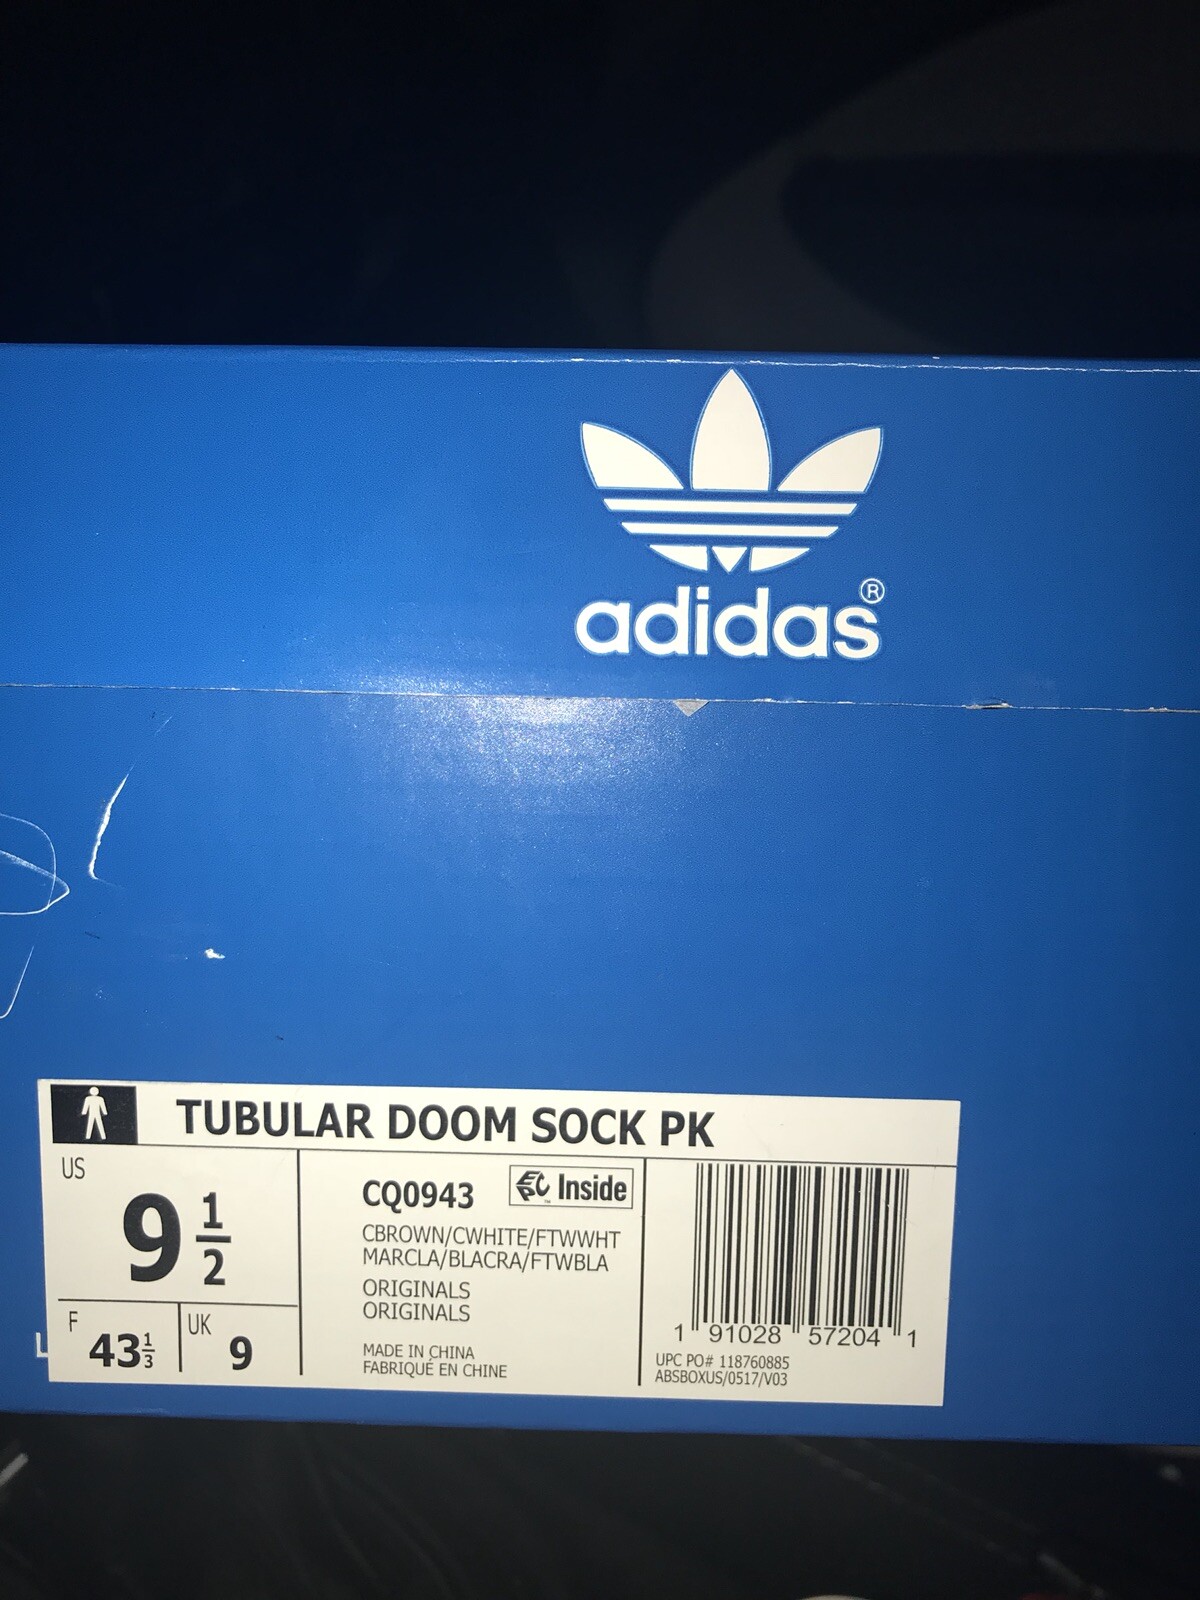 adidas®
TUBULAR DOOM SOCK PK
US
9 1/2
F
43 1/3
UK
9
CQ0943
Inside
CBROWN/CWHITE/FTWWHT
MARCLA/BLACRA/FTWBLA
ORIGINALS
ORIGINALS
MADE IN CHINA
FABRIQUÉ EN CHINE
1 91028 57204 1
UPC PO# 118760885
ABSBOXUS/0517/V03